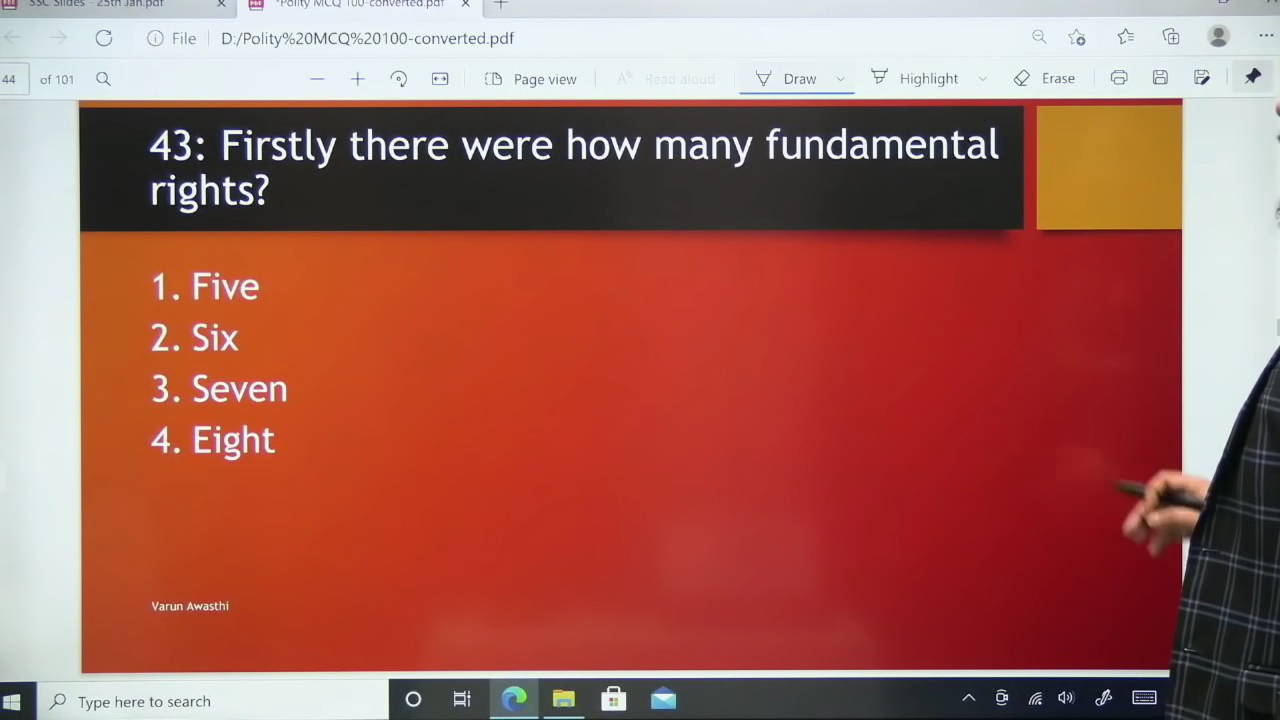 SSC Slides - 25th Jan.pdf
*Polity MCQ 100-converted.pdf
File
D:/Polity%20MCQ%20100-converted.pdf
44 of 101
Page view
Read aloud
Draw
Highlight
Erase
43: Firstly there were how many fundamental
rights?
1. Five
2. Six
3. Seven
4. Eight
Varun Awasthi
Type here to search